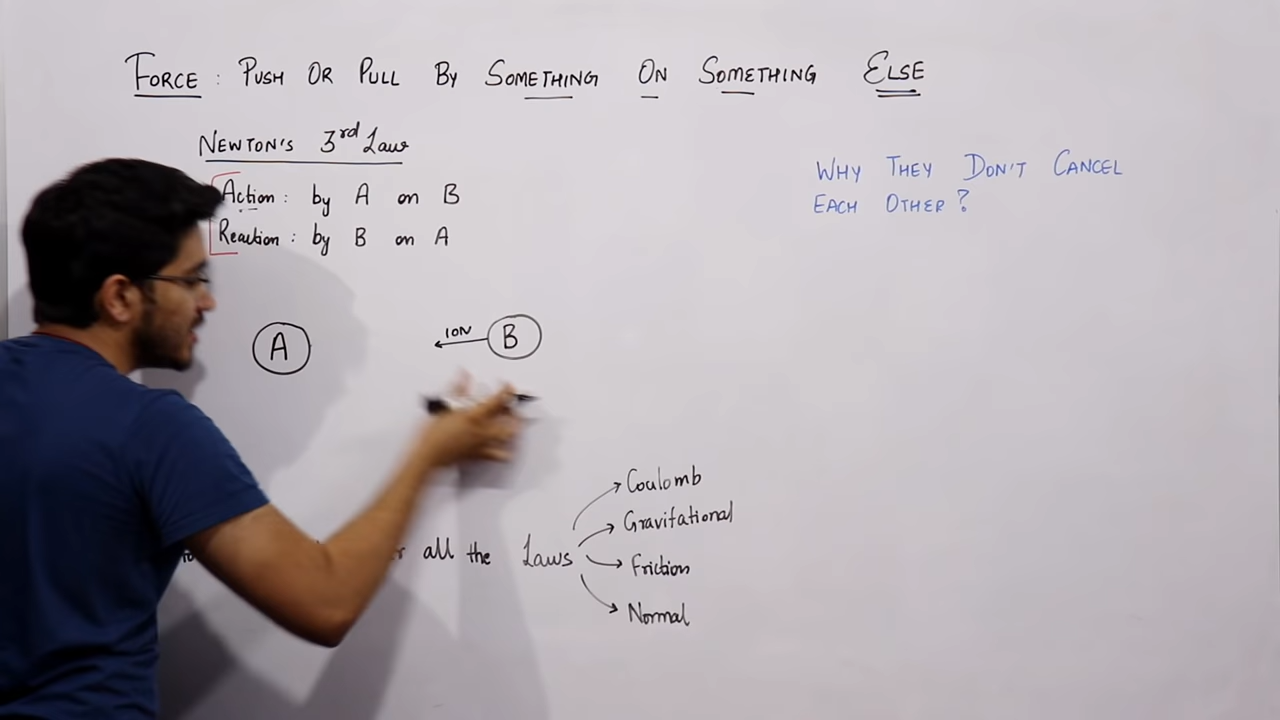 FORCE : PUSH OR PULL BY SOMETHING ON SOMETHING ELSE
NEWTON'S 3rd Law
Action : by A on B
Reaction : by B on A
WHY THEY DON'T CANCEL
EACH OTHER ?
A
10N
B
all the Laws
Coulomb
Gravitational
Friction
Normal